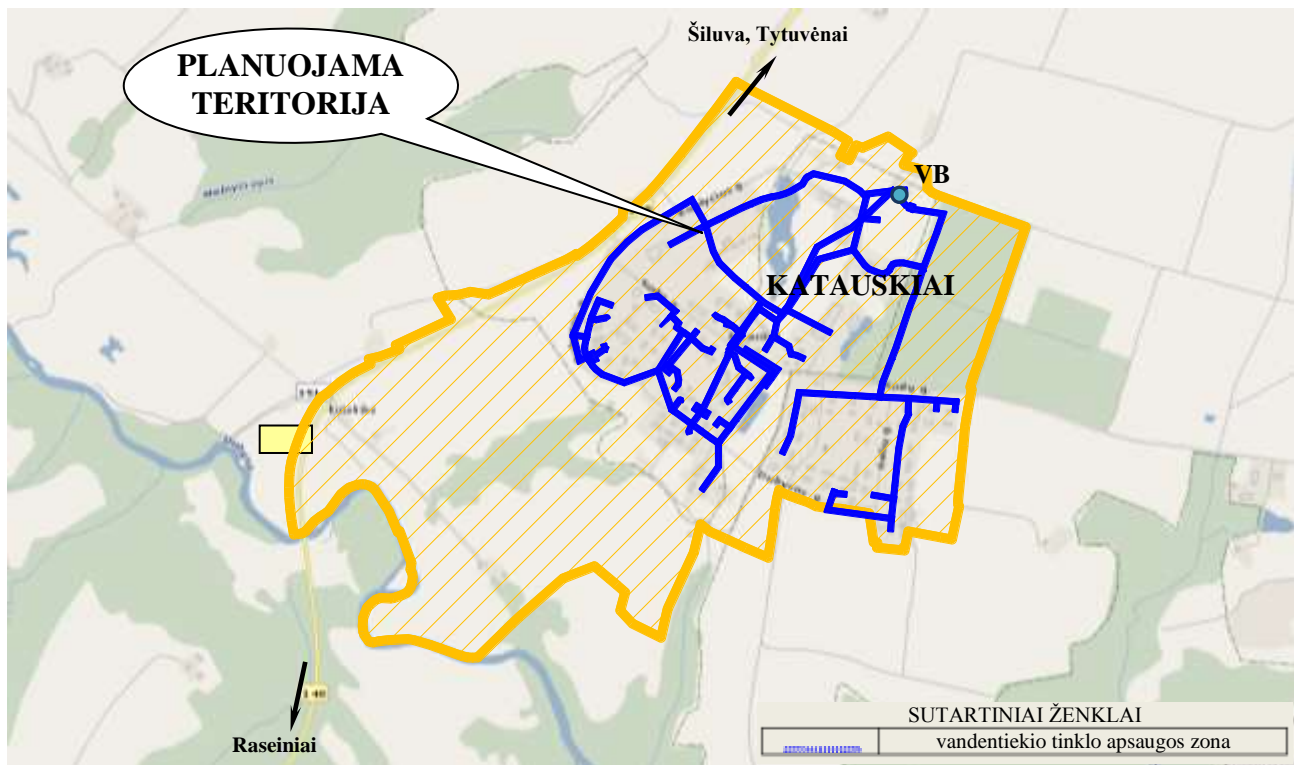 Šiluva, Tytuvėnai
PLANUOJAMA
TERITORIJA
VB
KATAUSKIAI
Raseiniai
SUTARTINIAI ŽENKLAI
vandentiekio tinklo apsaugos zona